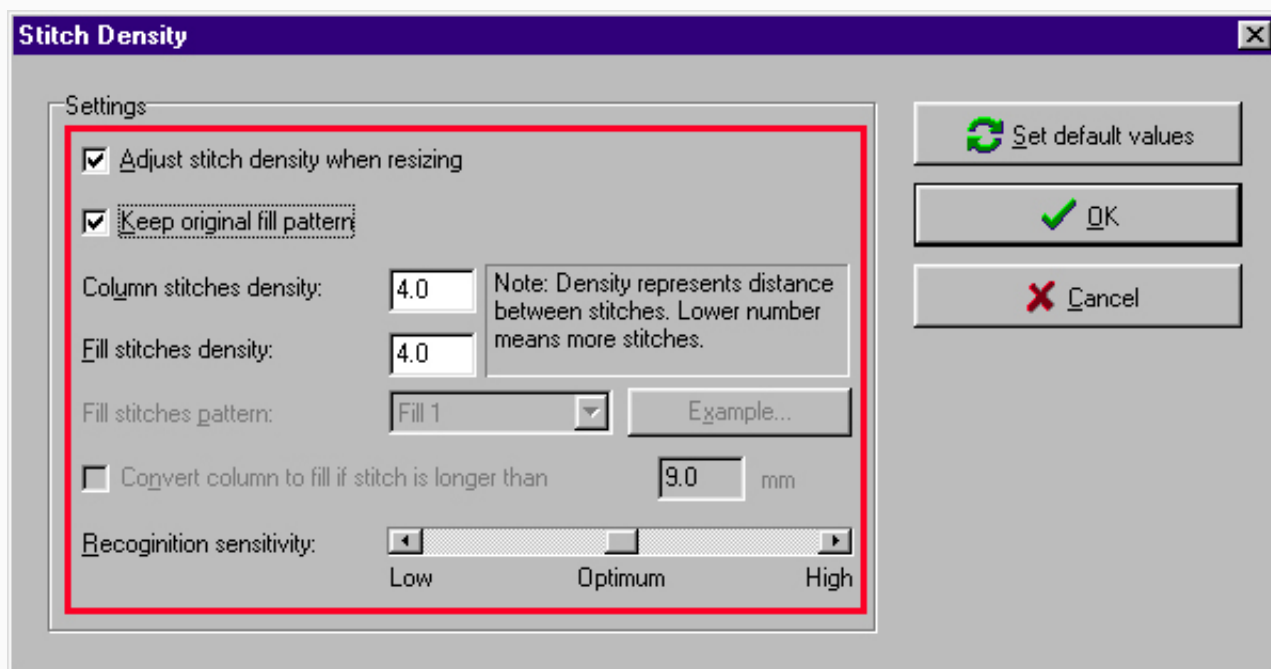 Stitch Density
Settings
Adjust stitch density when resizing
Keep original fill pattern
Column stitches density:
4.0
Note: Density represents distance
between stitches. Lower number
means more stitches.
Fill stitches density:
4.0
Fill stitches pattern:
Fill 1
Example...
Convert column to fill if stitch is longer than
9.0
mm
Recoginition sensitivity:
Low
Optimum
High
Set default values
OK
Cancel